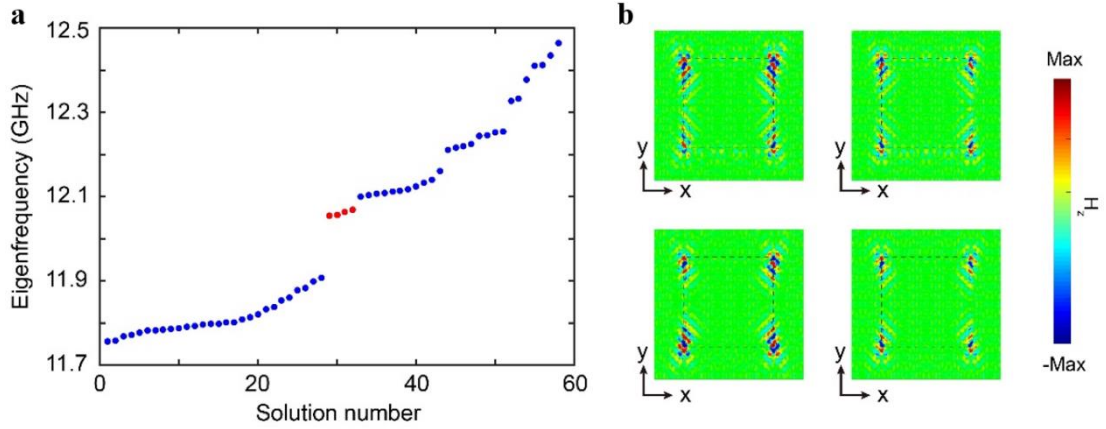 a
Eigenfrequency (GHz)
12.5
12.3
12.1
11.9
11.7
0
20
40
60
Solution number
b
y
x
y
x
y
x
y
x
Max
Hz
-Max